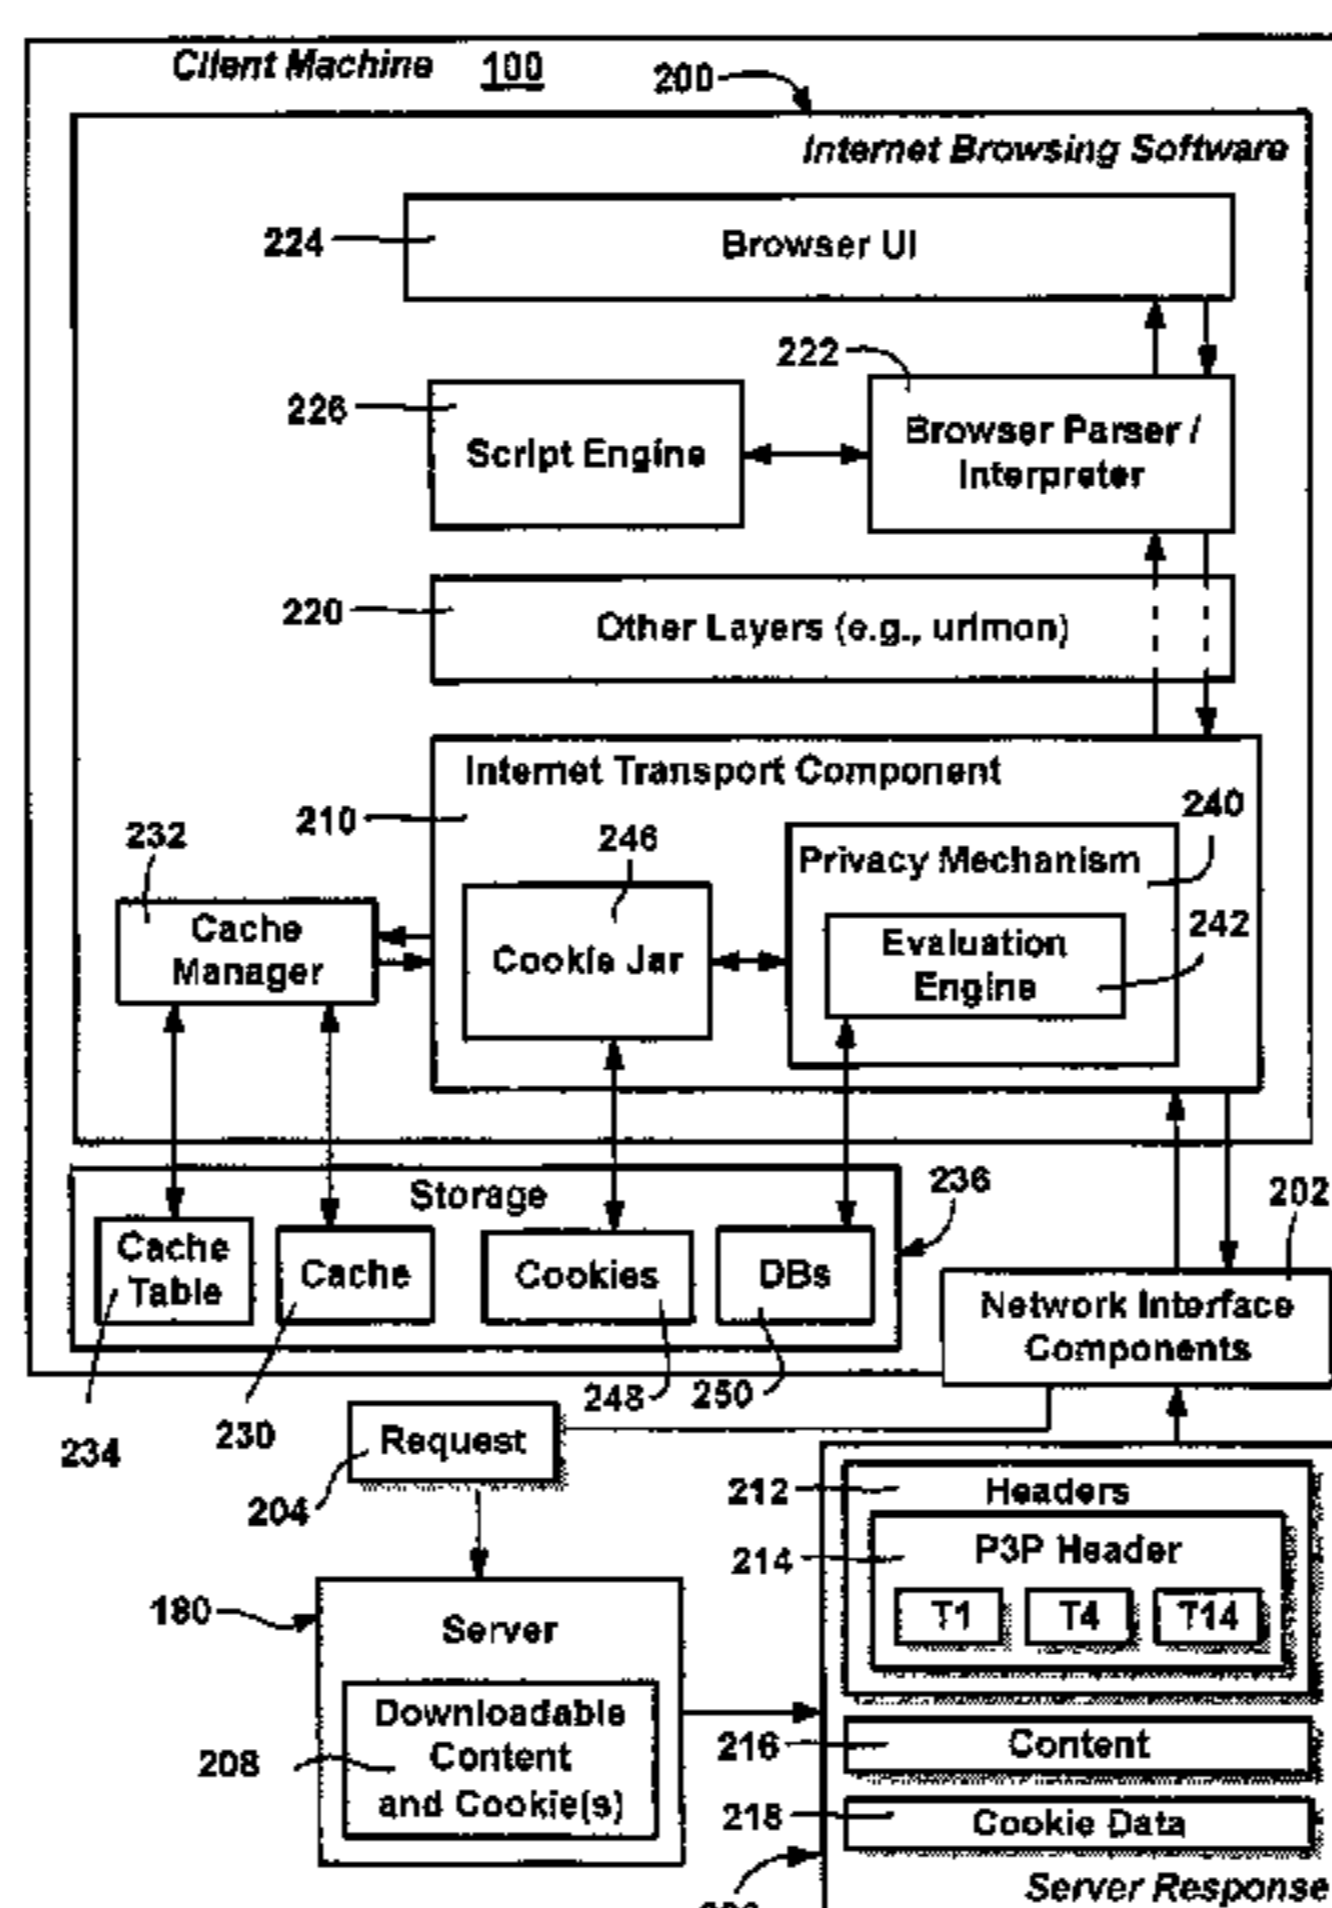 Client Machine 100
200
Internet Browsing Software
224
Browser UI
222
226
Script Engine
Browser Parser /
Interpreter
220
Other Layers (e.g., urlmon)
Internet Transport Component
210
232
246
240
Privacy Mechanism
242
Cache
Manager
Cookie Jar
Evaluation
Engine
Storage
236
202
Cache
Table
Cache
Cookies
DBs
Network Interface
Components
234
230
248
250
Request
204
212
Headers
214
P3P Header
T1 T4 T14
180
Server
Downloadable
Content
and Cookie(s)
208
216
Content
218
Cookie Data
Server Response